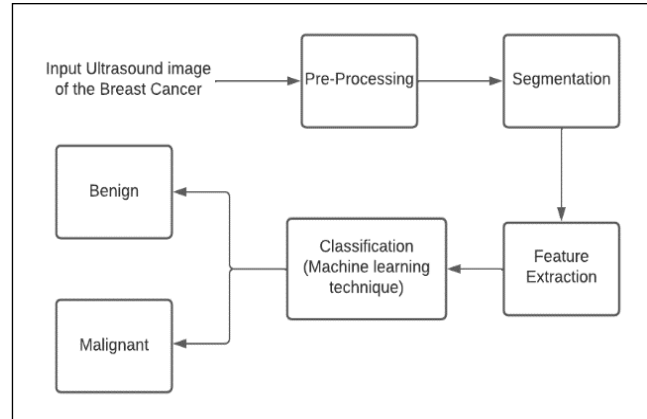 Input Ultrasound image
of the Breast Cancer
Pre-Processing
Segmentation
Feature
Extraction
Classification
(Machine learning
technique)
Benign
Malignant